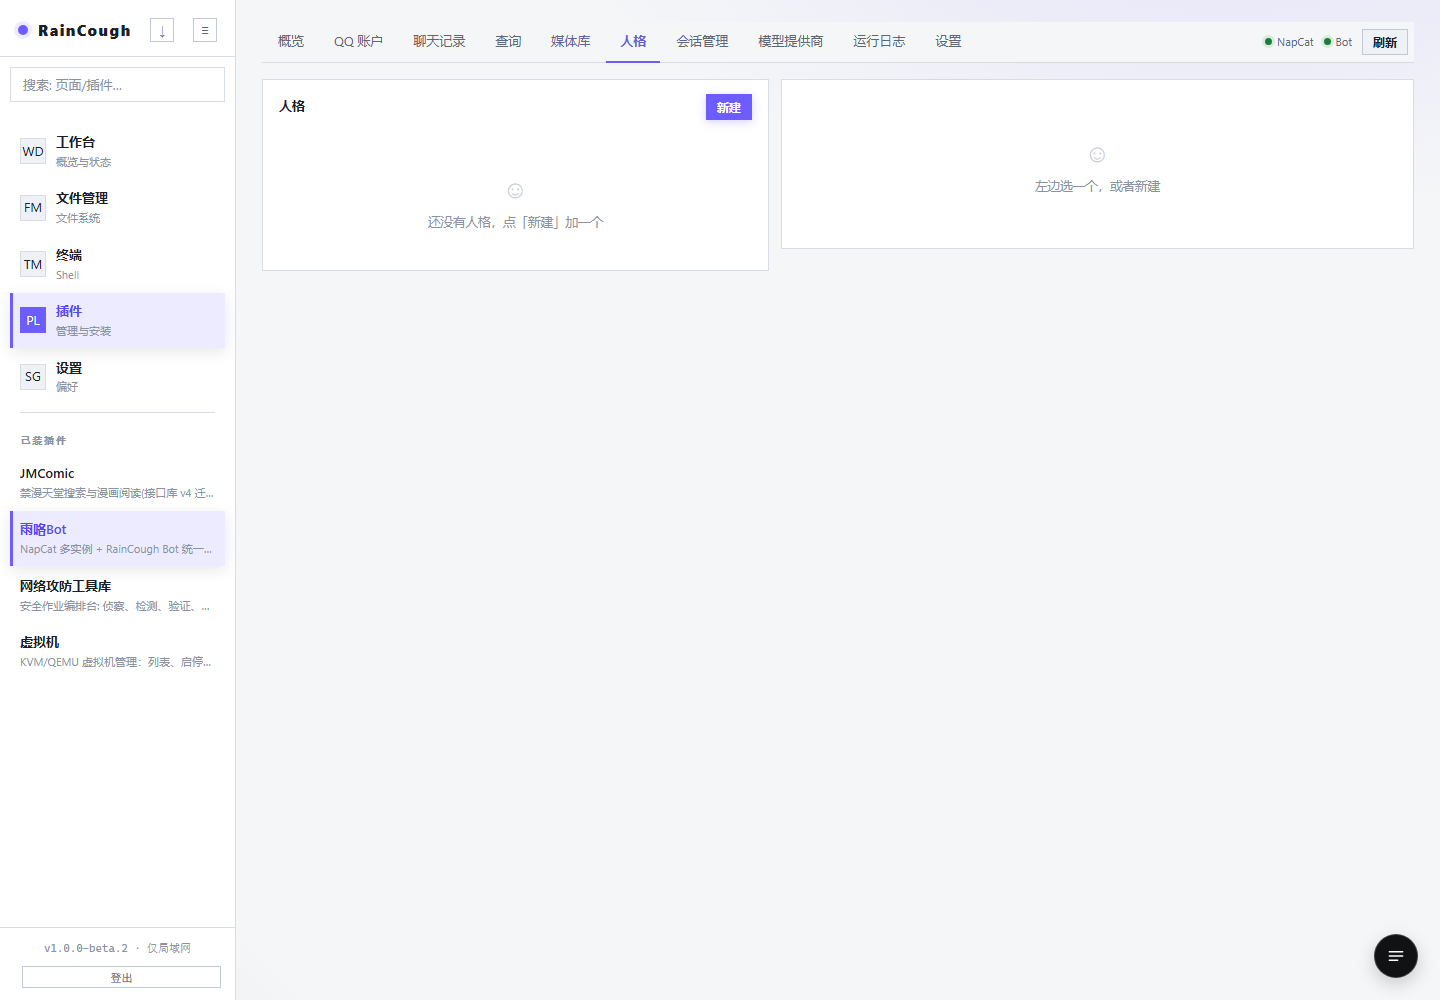 RainCough
↓
≡
搜索: 页面/插件...
WD
工作台
概览与状态
FM
文件管理
文件系统
TM
终端
Shell
PL
插件
管理与安装
SG
设置
偏好
已装插件
JMComic
禁漫天堂搜索与漫画阅读(接口库 v4 迁...
雨咯Bot
NapCat 多实例 + RainCough Bot 统一...
网络攻防工具库
安全作业编排台: 侦察、检测、验证、...
虚拟机
KVM/QEMU 虚拟机管理：列表、启停...
v1.0.0-beta.2 · 仅局域网
登出
概览 QQ 账户 聊天记录 查询 媒体库 人格 会话管理 模型提供商 运行日志 设置 NapCat Bot 刷新
人格 新建
还没有人格，点「新建」加一个
左边选一个，或者新建